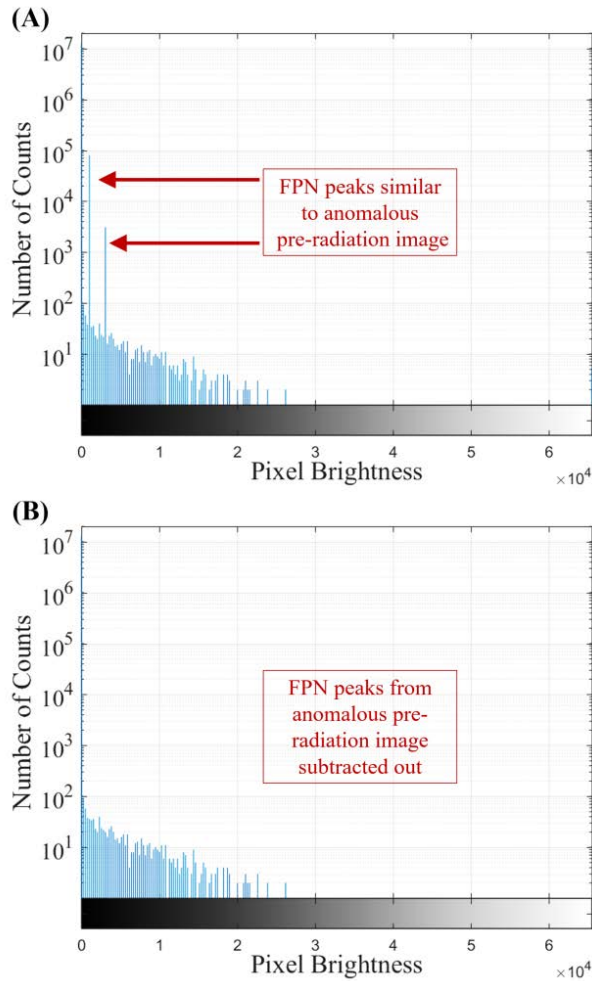 (A)
10^7
10^6
10^5
10^4
10^3
10^2
10^1
Number of Counts
FPN peaks similar
to anomalous
pre-radiation image
0
1
2
3
4
5
6
×10^4
Pixel Brightness
(B)
10^7
10^6
10^5
10^4
10^3
10^2
10^1
Number of Counts
FPN peaks from
anomalous pre-
radiation image
subtracted out
0
1
2
3
4
5
6
×10^4
Pixel Brightness